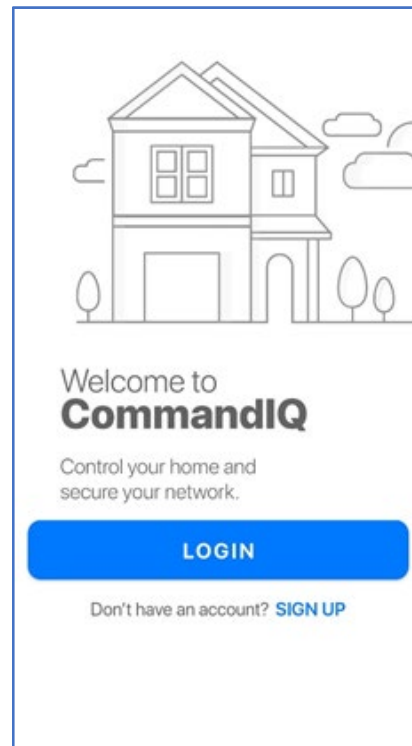 Welcome to
CommandIQ
Control your home and
secure your network.
LOGIN
Don't have an account? SIGN UP